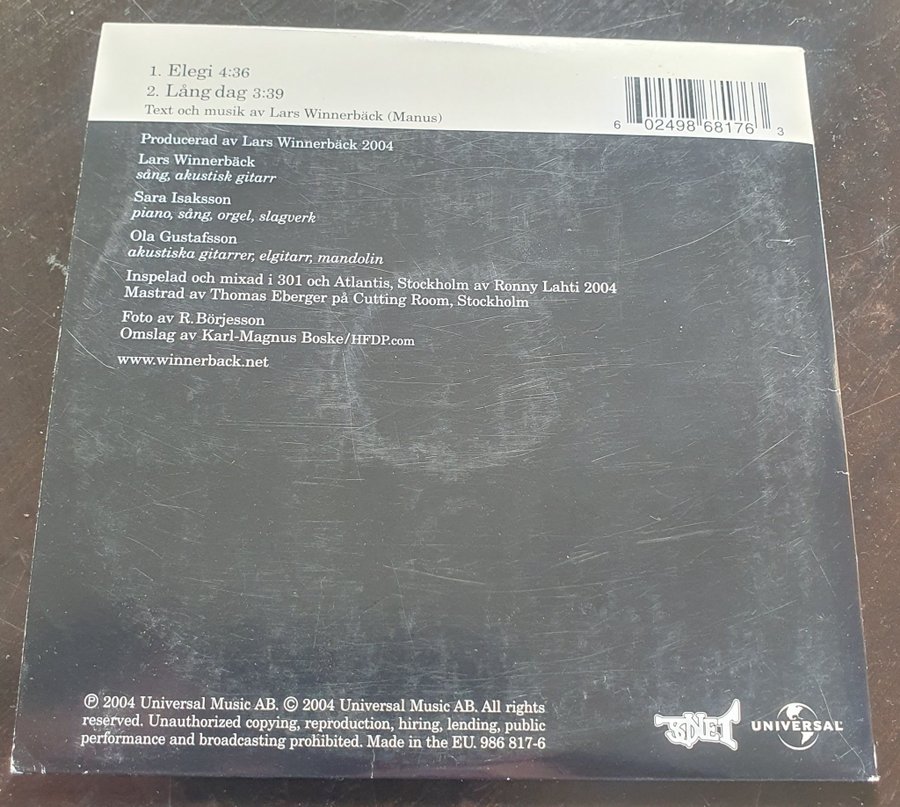 1. Elegi 4:36
2. Lång dag 3:39
Text och musik av Lars Winnerbäck (Manus)
6 02498 68176 3
Producerad av Lars Winnerbäck 2004
Lars Winnerbäck
sång, akustisk gitarr
Sara Isaksson
piano, sång, orgel, slagverk
Ola Gustafsson
akustiska gitarrer, elgitarr, mandolin
Inspelad och mixad i 301 och Atlantis, Stockholm av Ronny Lahti 2004
Mastrad av Thomas Eberger på Cutting Room, Stockholm
Foto av R. Börjesson
Omslag av Karl-Magnus Boske/HFDP.com
www.winnerback.net
℗ 2004 Universal Music AB. © 2004 Universal Music AB. All rights
reserved. Unauthorized copying, reproduction, hiring, lending, public
performance and broadcasting prohibited. Made in the EU. 986 817-6
UNIVERSAL